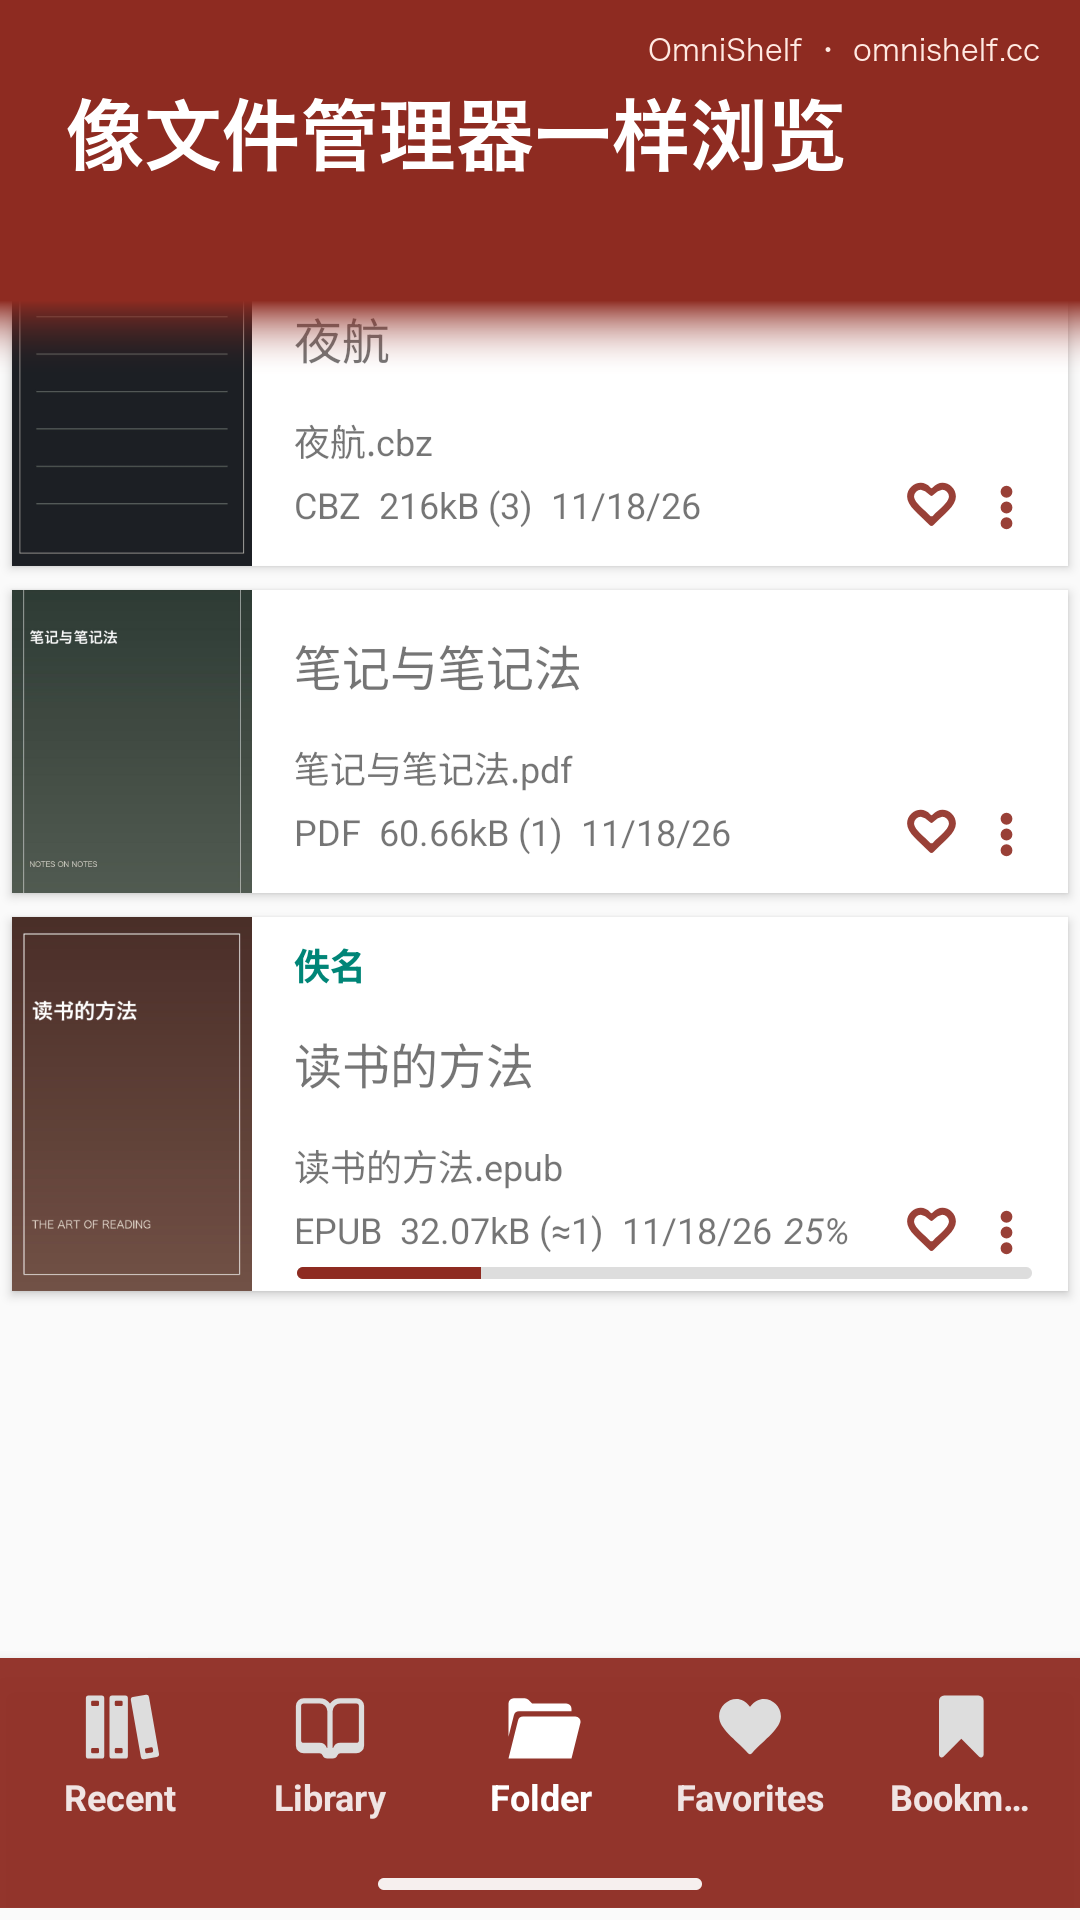 OmniShelf · omnishelf.cc
像文件管理器一样浏览
夜航
夜航.cbz
CBZ 216kB (3) 11/18/26
笔记与笔记法
NOTES ON NOTES
笔记与笔记法
笔记与笔记法.pdf
PDF 60.66kB (1) 11/18/26
读书的方法
THE ART OF READING
佚名
读书的方法
读书的方法.epub
EPUB 32.07kB (≈1) 11/18/26 25%
Recent
Library
Folder
Favorites
Bookm...